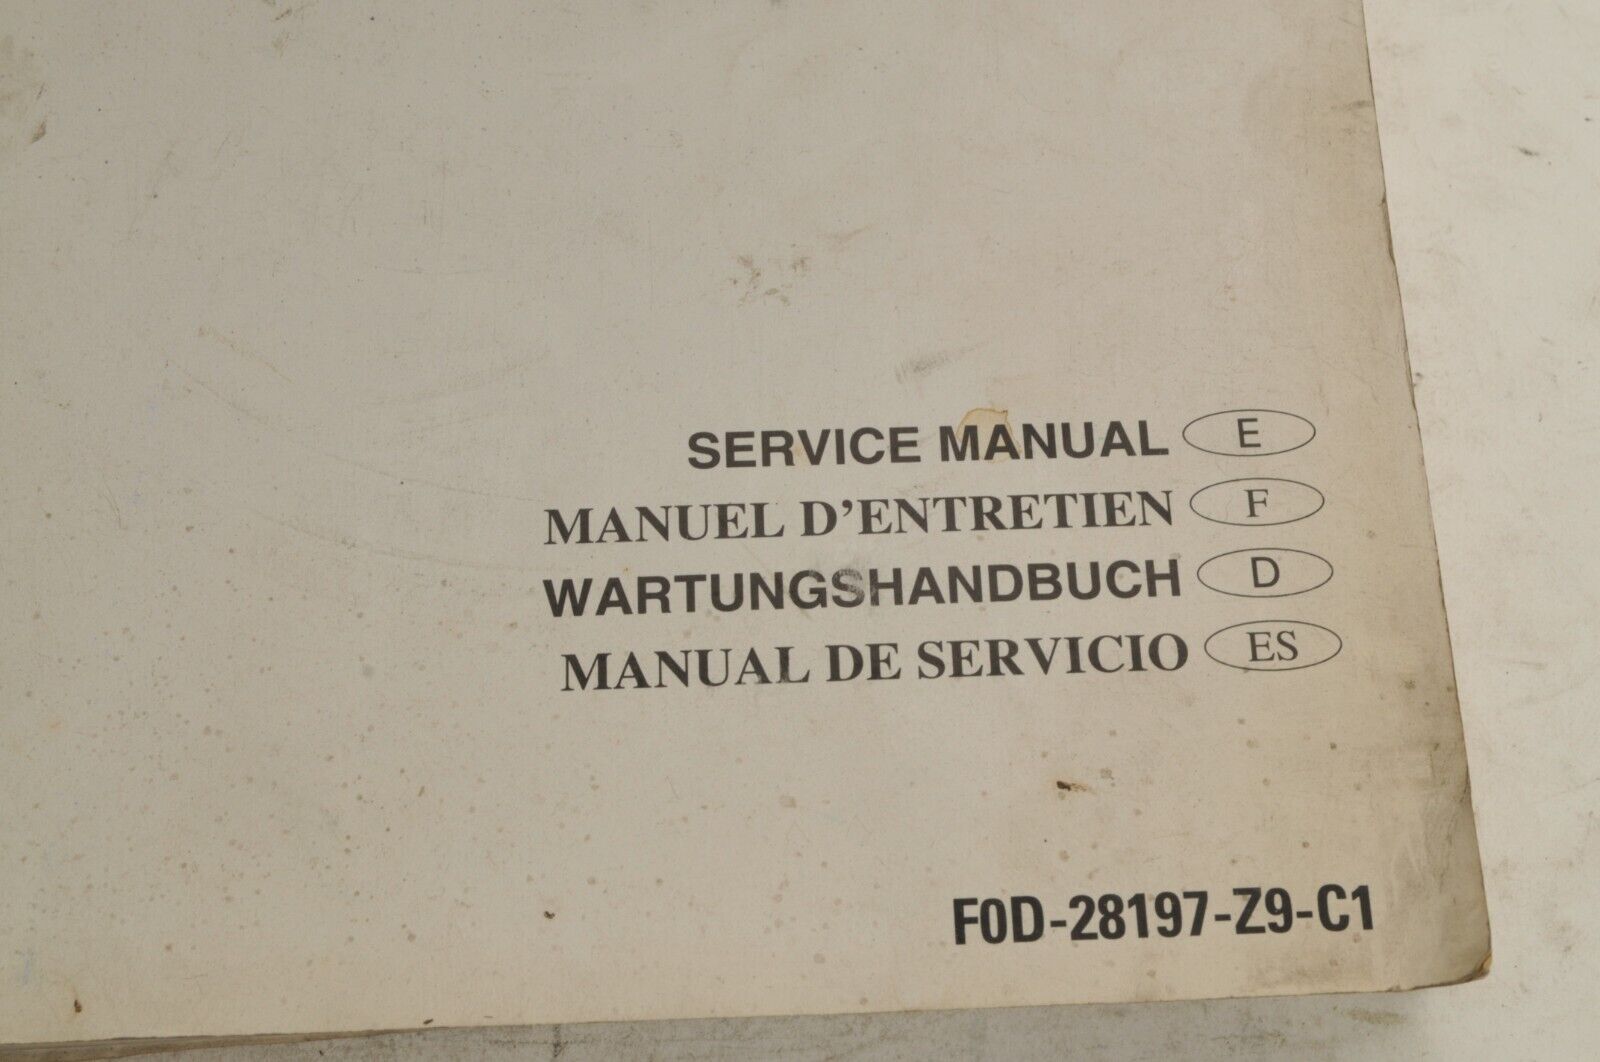 SERVICE MANUAL E
MANUEL D'ENTRETIEN F
WARTUNGSHANDBUCH D
MANUAL DE SERVICIO ES
F0D-28197-Z9-C1